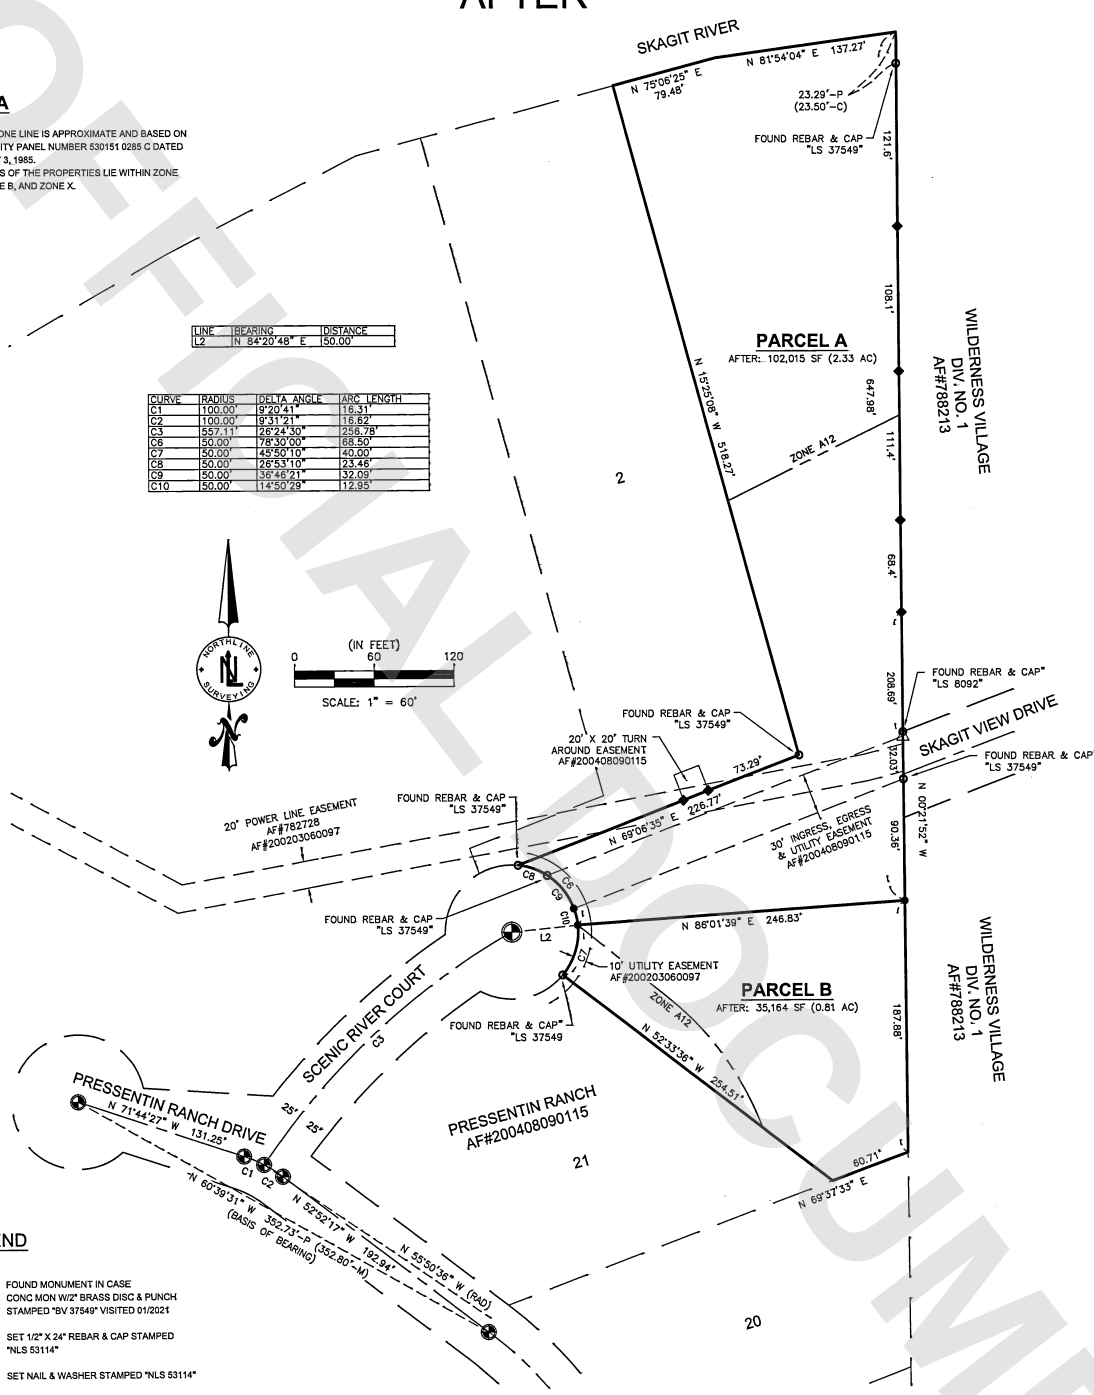 AFTER
SKAGIT RIVER
N 75°06'25" E
79.48'
N 81°54'04" E 137.27'
23.29'-P
(23.50'-C)
FOUND REBAR & CAP
"LS 37549"
121.6'
A
ONE LINE IS APPROXIMATE AND BASED ON
ITY PANEL NUMBER 530151 0285 C DATED
3, 1985.
S OF THE PROPERTIES LIE WITHIN ZONE
E B, AND ZONE X.
LINE BEARING DISTANCE
L2 N 84°20'48" E 50.00'
CURVE RADIUS DELTA ANGLE ARC LENGTH
C1 100.00' 9°20'41" 16.31'
C2 100.00' 9°31'21" 16.62'
C3 557.11' 26°24'30" 256.78'
C6 50.00' 78°30'00" 68.50'
C7 50.00' 45°50'10" 40.00'
C8 50.00' 26°53'10" 23.46'
C9 50.00' 36°46'21" 32.09'
C10 50.00' 14°50'29" 12.95'
108.1'
PARCEL A
AFTER: 102,015 SF (2.33 AC)
WILDERNESS VILLAGE
DIV. NO. 1
AF#788213
N 15°25'08" W 518.27'
647.98'
111.4'
ZONE A12
2
68.4'
NORTHLINE
NL
SURVEYING
N
(IN FEET)
0 60 120
SCALE: 1" = 60'
208.69'
FOUND REBAR & CAP"
"LS 8092"
SKAGIT VIEW DRIVE
FOUND REBAR & CAP
"LS 37549"
20' X 20' TURN
AROUND EASEMENT
AF#200408090115
73.29'
32.03'
FOUND REBAR & CAP"
"LS 37549"
FOUND REBAR & CAP
"LS 37549"
20' POWER LINE EASEMENT
AF#782728
AF#200203060097
N 69°06'35" E 226.77'
30' INGRESS, EGRESS
& UTILITY EASEMENT
AF#200408090115
90.36'
N 00°21'52" W
C8
C6
C9
C10
FOUND REBAR & CAP
"LS 37549"
L2
N 86°01'39" E 246.83'
C7
10' UTILITY EASEMENT
AF#200203060097
PARCEL B
AFTER: 35,164 SF (0.81 AC)
ZONE A12
187.88'
WILDERNESS VILLAGE
DIV. NO. 1
AF#788213
SCENIC RIVER COURT
C3
FOUND REBAR & CAP"
"LS 37549
N 52°33'36" W 254.51'
PRESSENTIN RANCH DRIVE
N 71°44'27" W 131.25'
25'
25'
PRESSENTIN RANCH
AF#200408090115
21
60.71'
N 69°37'33" E
C1
C2
N 60°39'31" W 352.73'-P (352.80'-M)
(BASIS OF BEARING)
N 52°52'17" W 192.94'
N 55°50'36" W (RAD)
20
END
FOUND MONUMENT IN CASE
CONC MON W/2" BRASS DISC & PUNCH
STAMPED "BV 37549" VISITED 01/2021
SET 1/2" X 24" REBAR & CAP STAMPED
"NLS 53114"
SET NAIL & WASHER STAMPED "NLS 53114"
OFFICIAL DOCUME